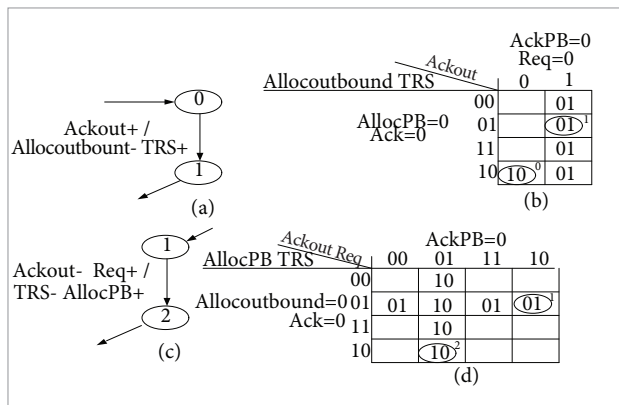 0
Ackout+ /
Allocoutbount- TRS+
1
(a)
AckPB=0
Req=0
Ackout
Allocoutbound TRS
0 1
AllocPB=0
Ack=0
00 01
01 01 1
11 01
10 10 0 01
(b)
1
Ackout- Req+ /
TRS- AllocPB+
2
(c)
AckPB=0
Ackout Req
AllocPB TRS
00 01 11 10
Allocoutbound=0
Ack=0
00 10
01 01 10 01 01 1
11 10
10 10 2
(d)